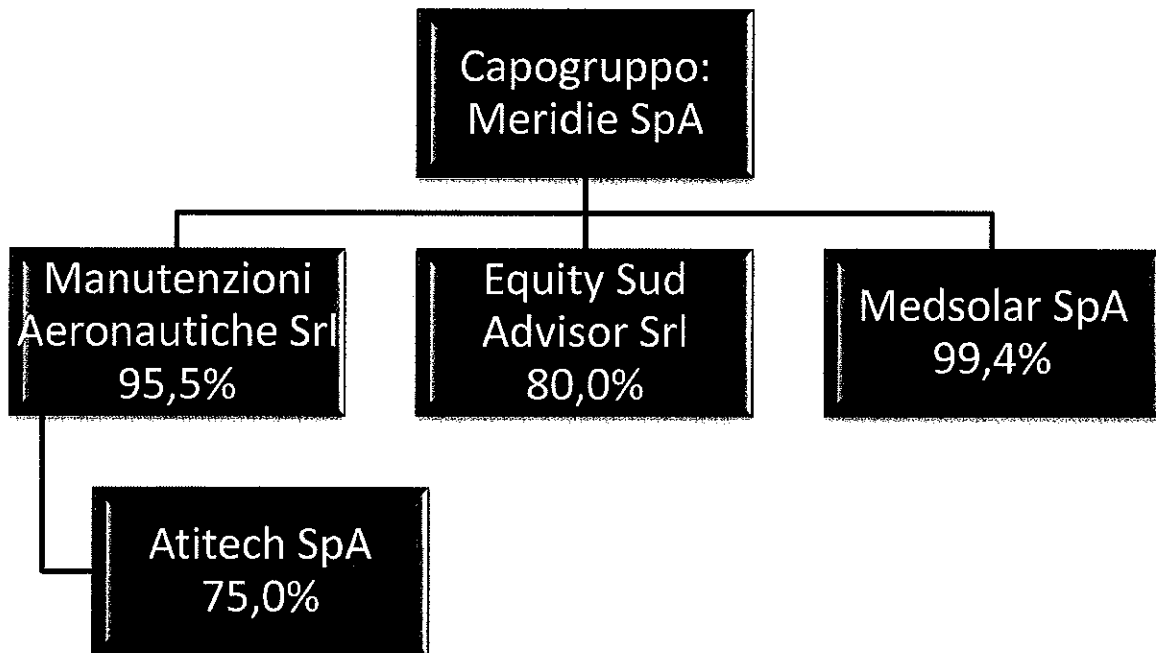 Capogruppo:
Meridie SpA
Manutenzioni
Aeronautiche Srl
95,5%
Equity Sud
Advisor Srl
80,0%
Medsolar SpA
99,4%
Atitech SpA
75,0%